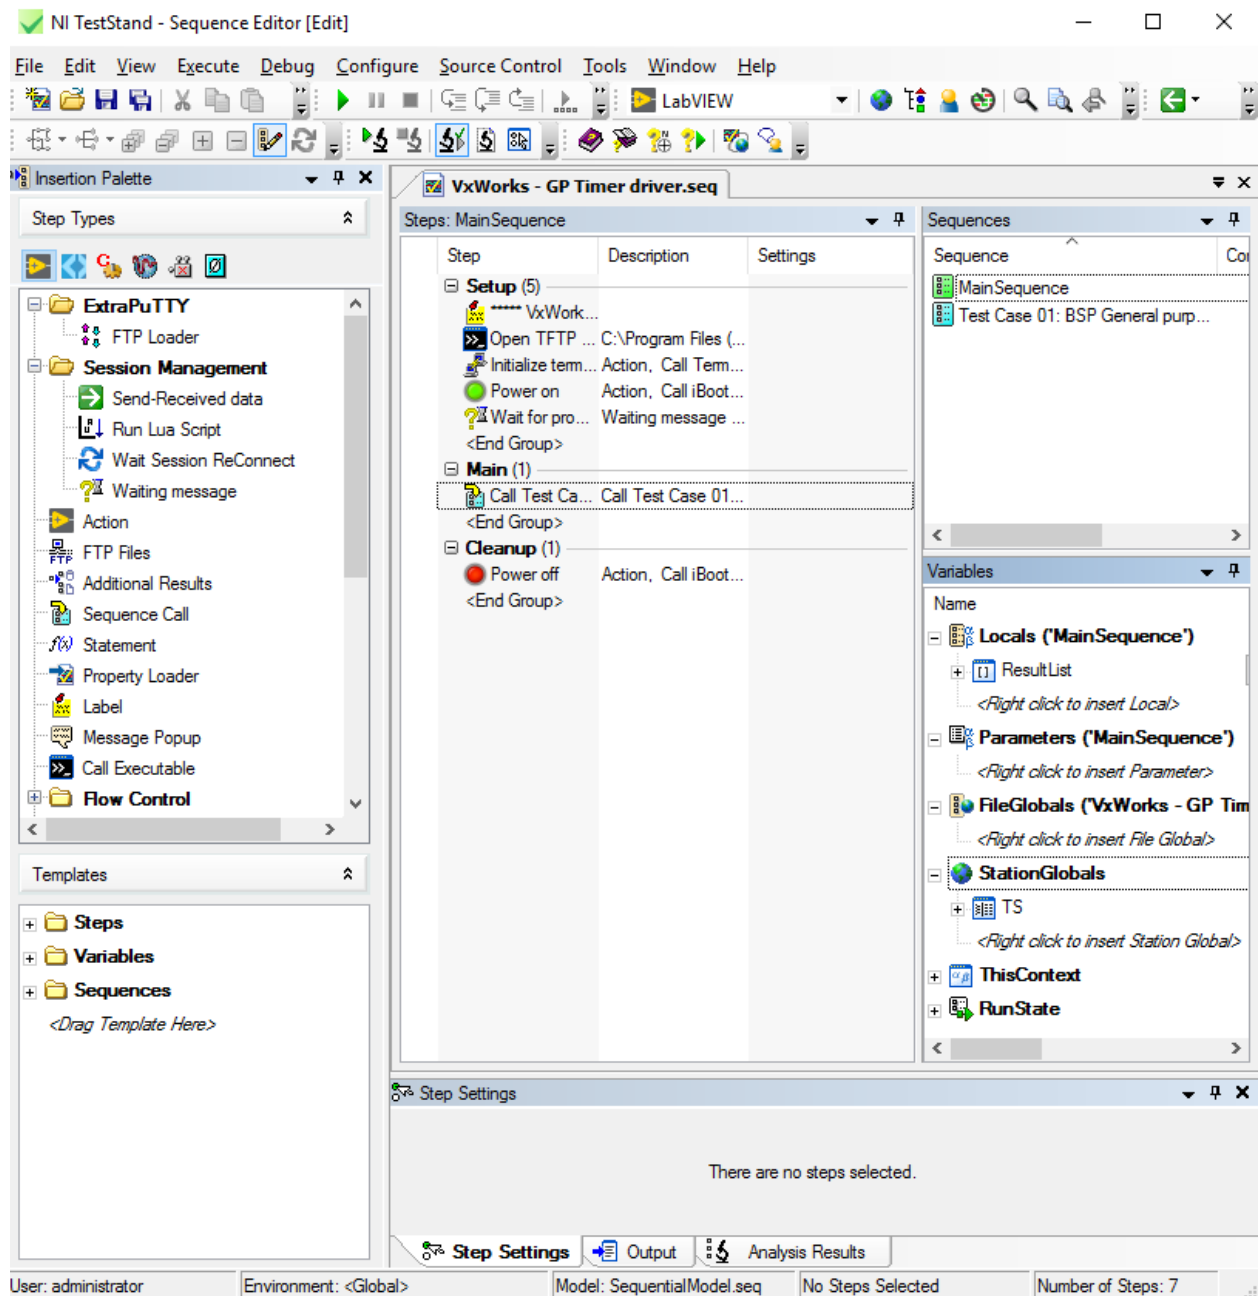 NI TestStand - Sequence Editor [Edit]
File Edit View Execute Debug Configure Source Control Tools Window Help
LabVIEW
Insertion Palette
Step Types
ExtraPuTTY
FTP Loader
Session Management
Send-Received data
Run Lua Script
Wait Session ReConnect
Waiting message
Action
FTP Files
Additional Results
Sequence Call
Statement
Property Loader
Label
Message Popup
Call Executable
Flow Control
Templates
Steps
Variables
Sequences
<Drag Template Here>
VxWorks - GP Timer driver.seq
Steps: MainSequence
Step Description Settings
Setup (5)
***** VxWork...
Open TFTP ... C:\Program Files (...
Initialize term... Action, Call Term...
Power on Action, Call iBoot...
Wait for pro... Waiting message ...
<End Group>
Main (1)
Call Test Ca... Call Test Case 01...
<End Group>
Cleanup (1)
Power off Action, Call iBoot...
<End Group>
Sequences
Sequence Co
MainSequence
Test Case 01: BSP General purp...
Variables
Name
Locals ('MainSequence')
ResultList
<Right click to insert Local>
Parameters ('MainSequence')
<Right click to insert Parameter>
FileGlobals ('VxWorks - GP Tim
<Right click to insert File Global>
StationGlobals
TS
<Right click to insert Station Global>
ThisContext
RunState
Step Settings
There are no steps selected.
Step Settings Output Analysis Results
User: administrator Environment: <Global> Model: SequentialModel.seq No Steps Selected Number of Steps: 7